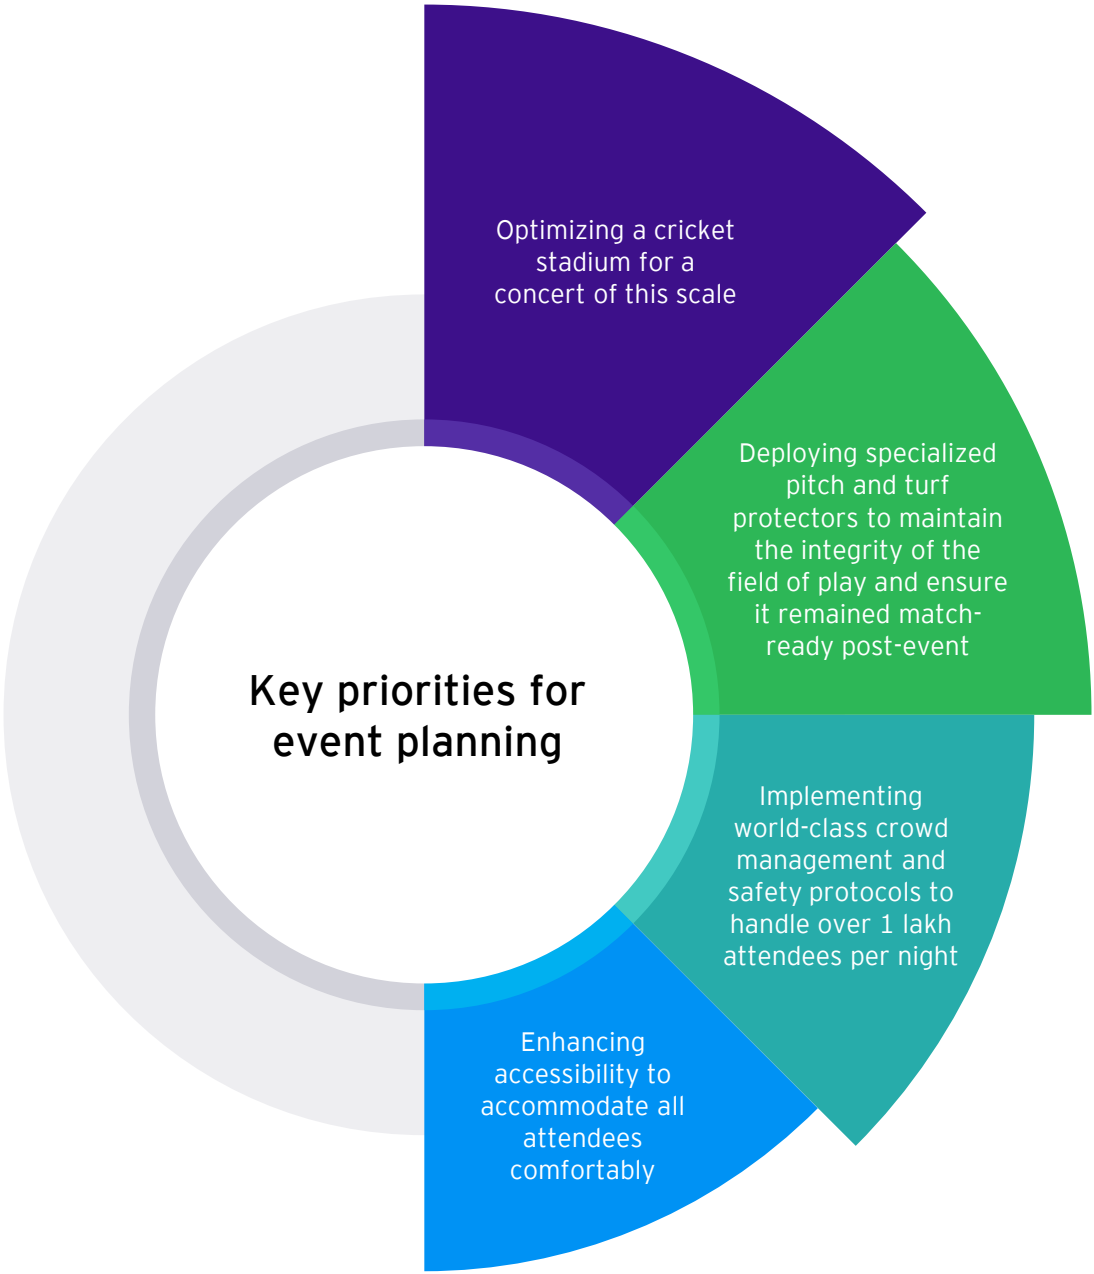 Optimizing a cricket
stadium for a
concert of this scale
Deploying specialized
pitch and turf
protectors to maintain
the integrity of the
field of play and ensure
it remained match-
ready post-event
Key priorities for
event planning
Implementing
world-class crowd
management and
safety protocols to
handle over 1 lakh
attendees per night
Enhancing
accessibility to
accommodate all
attendees
comfortably